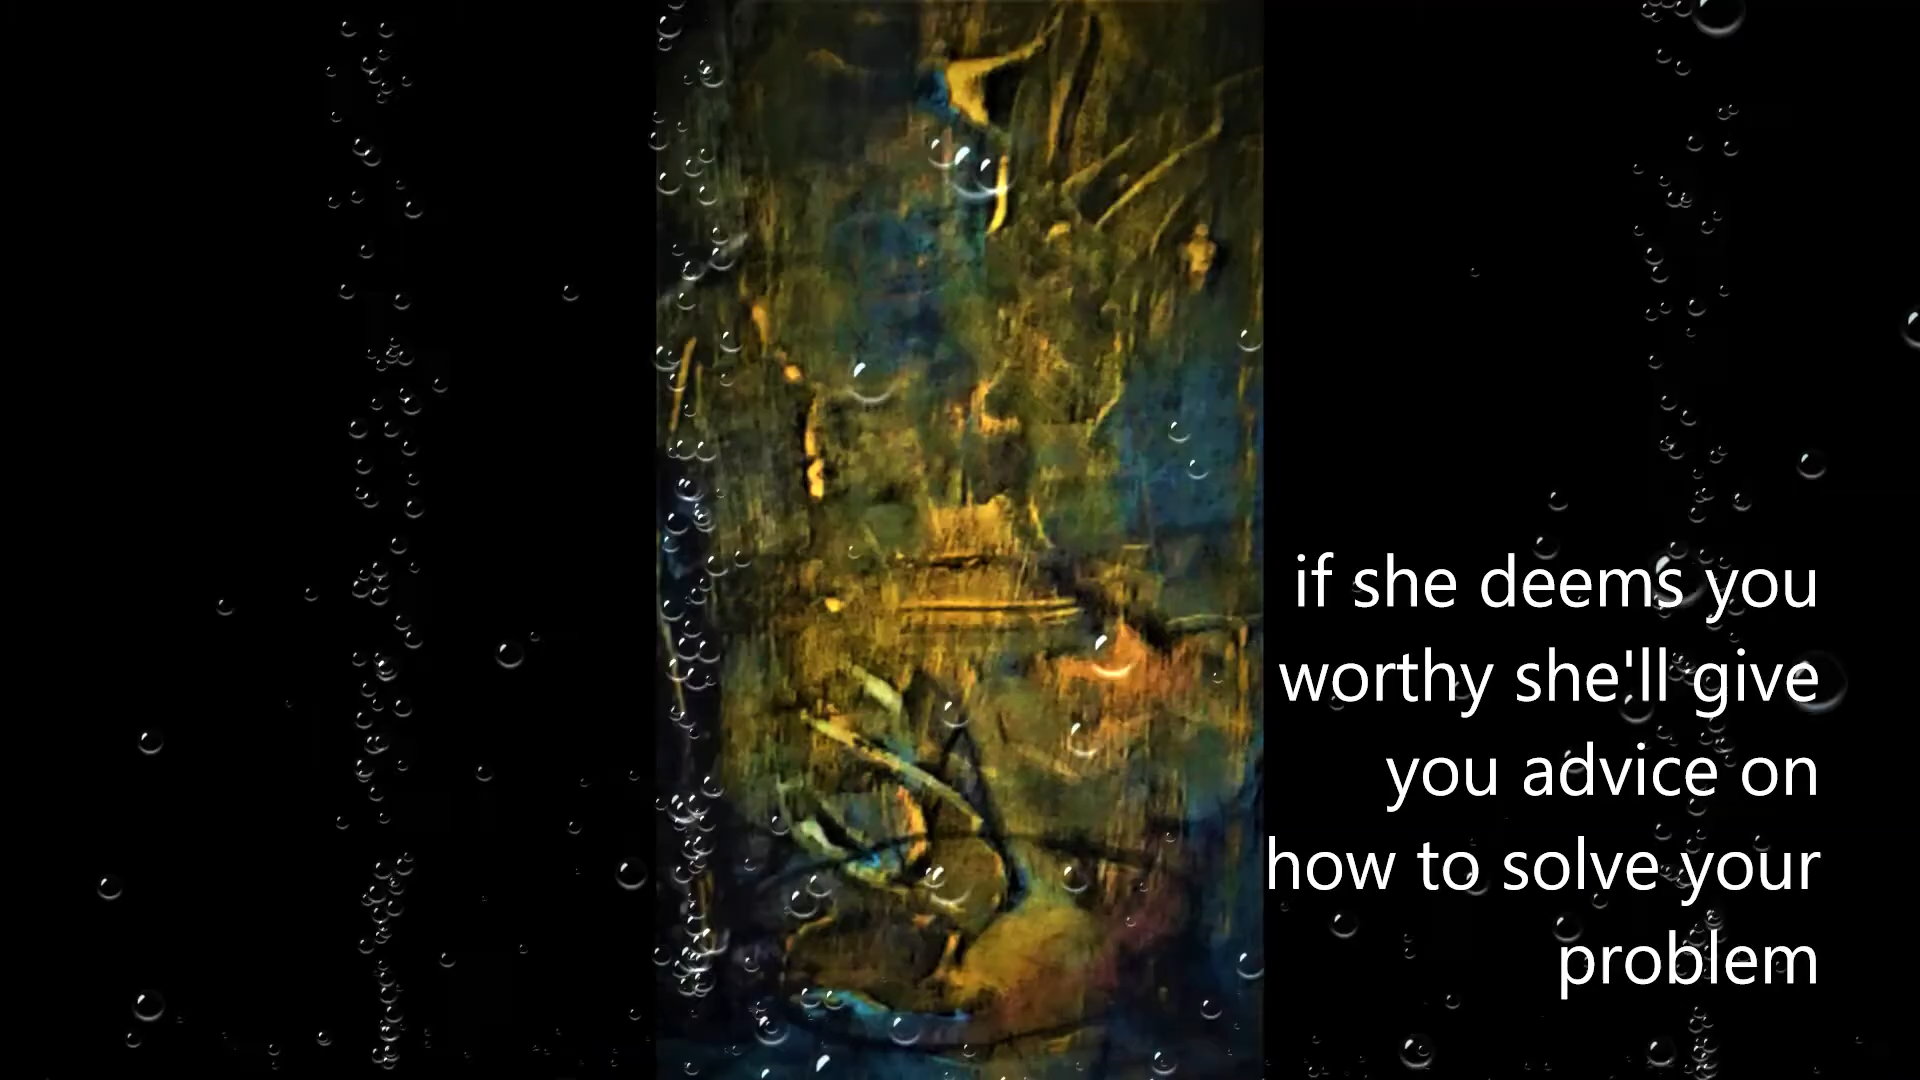 if she deems you
worthy she'll give
you advice on
how to solve your
problem